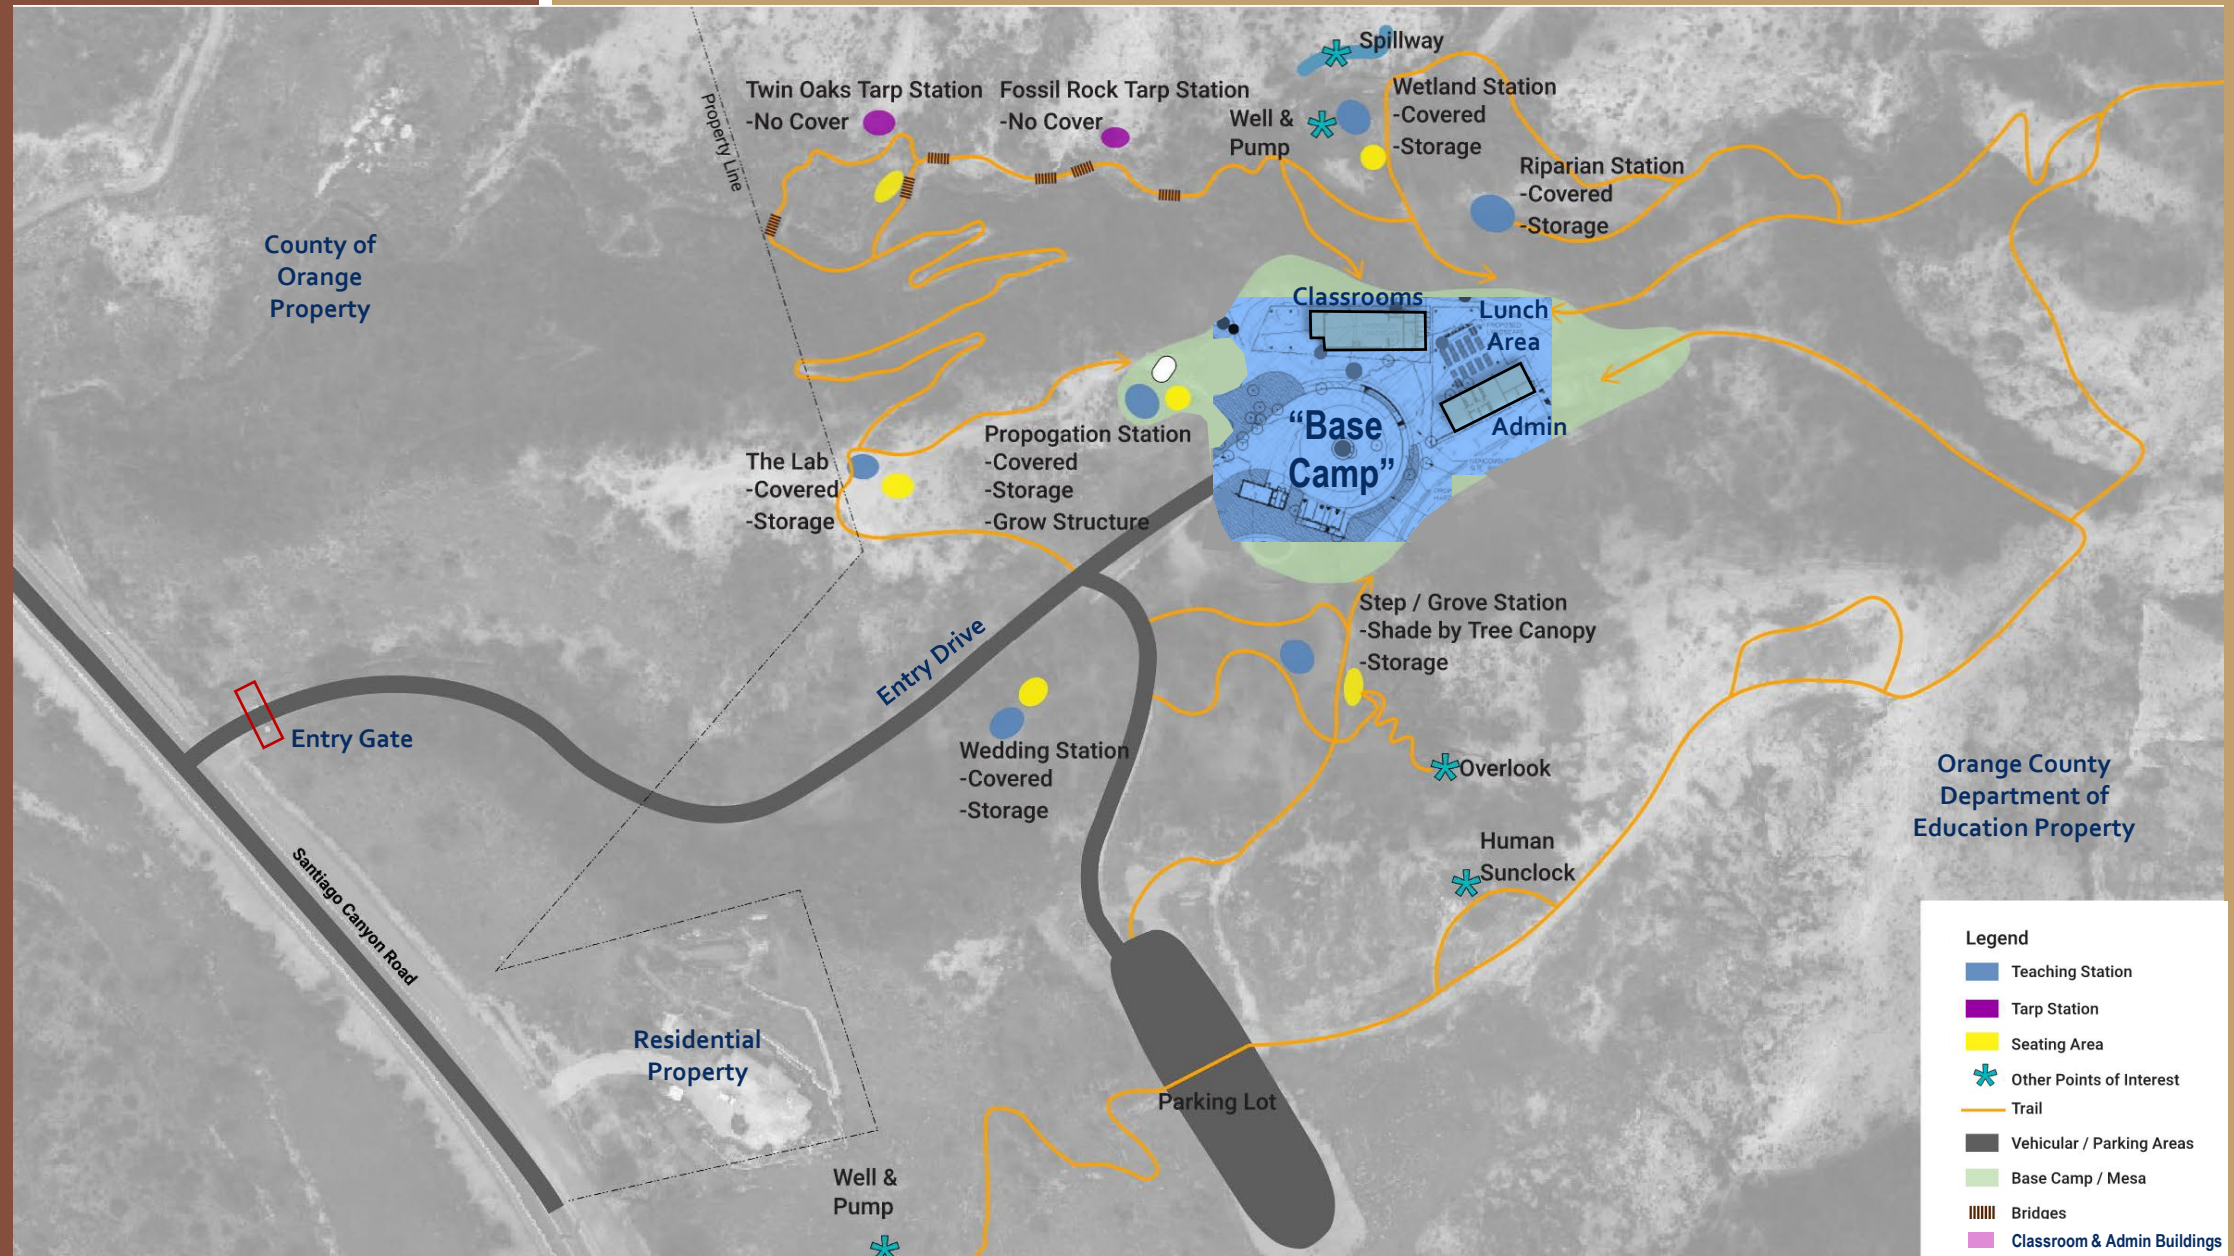 Spillway
Twin Oaks Tarp Station
-No Cover
Fossil Rock Tarp Station
-No Cover
Well &
Pump
Wetland Station
-Covered
-Storage
Riparian Station
-Covered
-Storage
Property Line
County of
Orange
Property
Classrooms
Lunch
Area
Admin
“Base
Camp”
The Lab
-Covered
-Storage
Propogation Station
-Covered
-Storage
-Grow Structure
Entry Drive
Entry Gate
Step / Grove Station
-Shade by Tree Canopy
-Storage
Wedding Station
-Covered
-Storage
Overlook
Human
Sunclock
Orange County
Department of
Education Property
Santiago Canyon Road
Residential
Property
Parking Lot
Well &
Pump
Legend
Teaching Station
Tarp Station
Seating Area
Other Points of Interest
Trail
Vehicular / Parking Areas
Base Camp / Mesa
Bridges
Classroom & Admin Buildings